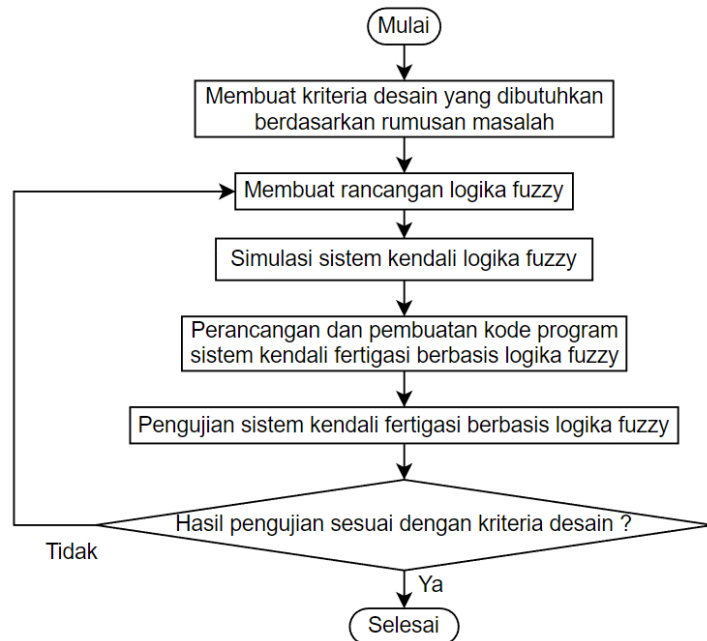 Mulai
Membuat kriteria desain yang dibutuhkan
berdasarkan rumusan masalah
Membuat rancangan logika fuzzy
Simulasi sistem kendali logika fuzzy
Perancangan dan pembuatan kode program
sistem kendali fertigasi berbasis logika fuzzy
Pengujian sistem kendali fertigasi berbasis logika fuzzy
Hasil pengujian sesuai dengan kriteria desain ?
Tidak
Ya
Selesai